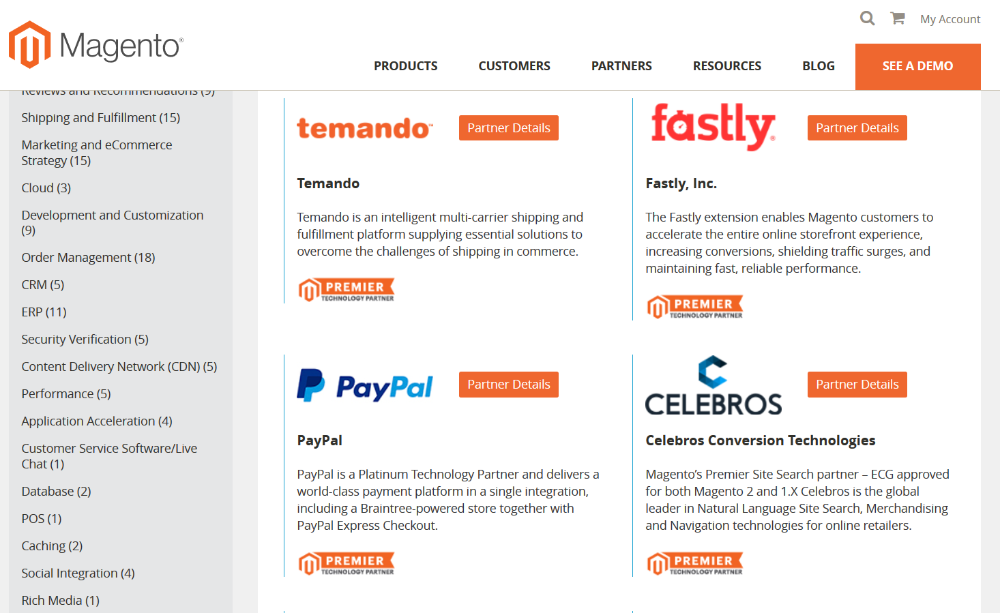 My Account
Magento®
PRODUCTS CUSTOMERS PARTNERS RESOURCES BLOG SEE A DEMO
Reviews and Recommendations (9)
Shipping and Fulfillment (15)
Marketing and eCommerce
Strategy (15)
Cloud (3)
Development and Customization
(9)
Order Management (18)
CRM (5)
ERP (11)
Security Verification (5)
Content Delivery Network (CDN) (5)
Performance (5)
Application Acceleration (4)
Customer Service Software/Live
Chat (1)
Database (2)
POS (1)
Caching (2)
Social Integration (4)
Rich Media (1)
temando™
Partner Details
Temando
Temando is an intelligent multi-carrier shipping and
fulfillment platform supplying essential solutions to
overcome the challenges of shipping in commerce.
PREMIER
TECHNOLOGY PARTNER
fastly®
Partner Details
Fastly, Inc.
The Fastly extension enables Magento customers to
accelerate the entire online storefront experience,
increasing conversions, shielding traffic surges, and
maintaining fast, reliable performance.
PREMIER
TECHNOLOGY PARTNER
PayPal
Partner Details
PayPal
PayPal is a Platinum Technology Partner and delivers a
world-class payment platform in a single integration,
including a Braintree-powered store together with
PayPal Express Checkout.
PREMIER
TECHNOLOGY PARTNER
CELEBROS
Partner Details
Celebros Conversion Technologies
Magento’s Premier Site Search partner – ECG approved
for both Magento 2 and 1.X Celebros is the global
leader in Natural Language Site Search, Merchandising
and Navigation technologies for online retailers.
PREMIER
TECHNOLOGY PARTNER